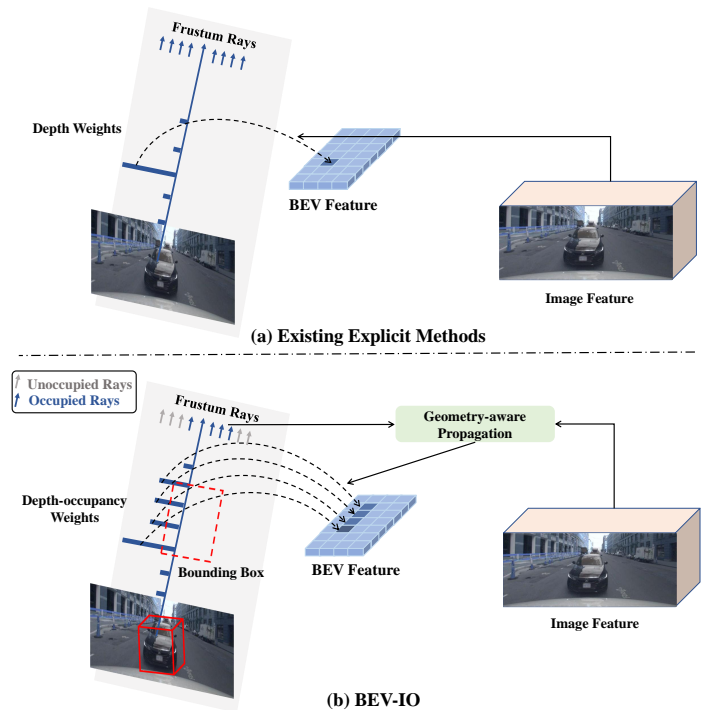 Frustum Rays
Depth Weights
BEV Feature
Image Feature
(a) Existing Explicit Methods
Unoccupied Rays
Occupied Rays
Frustum Rays
Geometry-aware
Propagation
Depth-occupancy
Weights
Bounding Box
BEV Feature
Image Feature
(b) BEV-IO